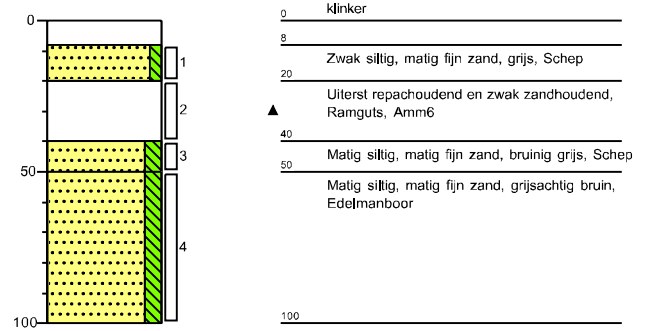 klinker
0
0
8
Zwak siltig, matig fijn zand, grijs, Schep
1
20
Uiterst repachoudend en zwak zandhoudend,
Ramguts, Amm6
2
40
Matig siltig, matig fijn zand, bruinig grijs, Schep
3
50
50
Matig siltig, matig fijn zand, grijsachtig bruin,
Edelmanboor
4
100
100